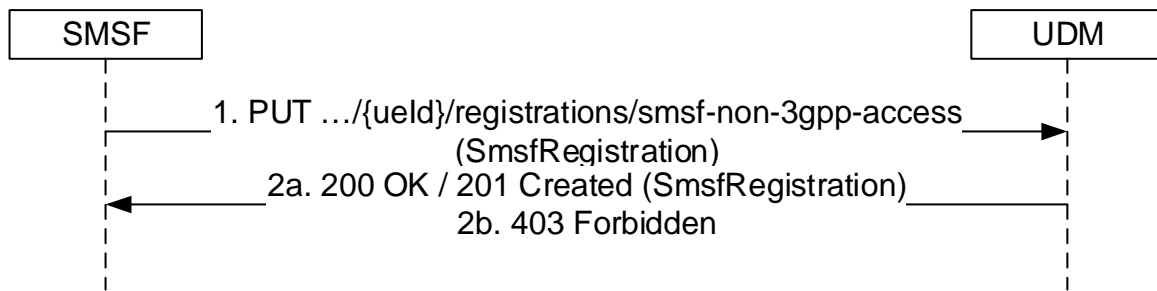 SMSF
UDM
1. PUT …/{ueId}/registrations/smsf-non-3gpp-access
(SmsfRegistration)
2a. 200 OK / 201 Created (SmsfRegistration)
2b. 403 Forbidden